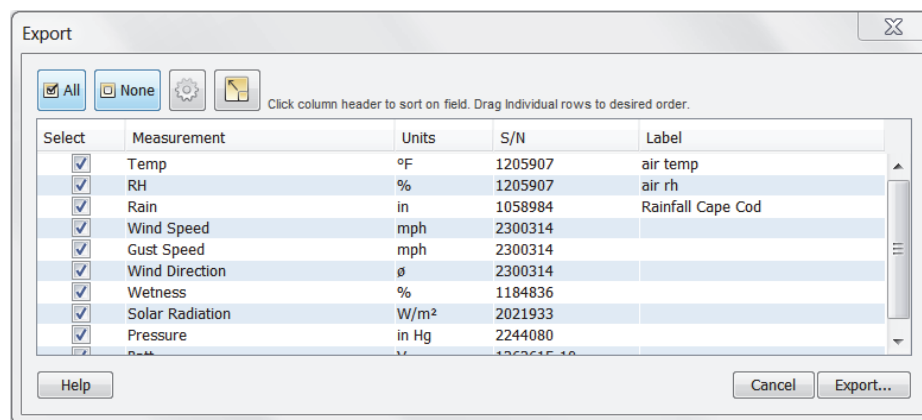 Export
All None Click column header to sort on field. Drag Individual rows to desired order.
Select Measurement Units S/N Label
Temp °F 1205907 air temp
RH % 1205907 air rh
Rain in 1058984 Rainfall Cape Cod
Wind Speed mph 2300314
Gust Speed mph 2300314
Wind Direction ø 2300314
Wetness % 1184836
Solar Radiation W/m² 2021933
Pressure in Hg 2244080
Help Cancel Export...